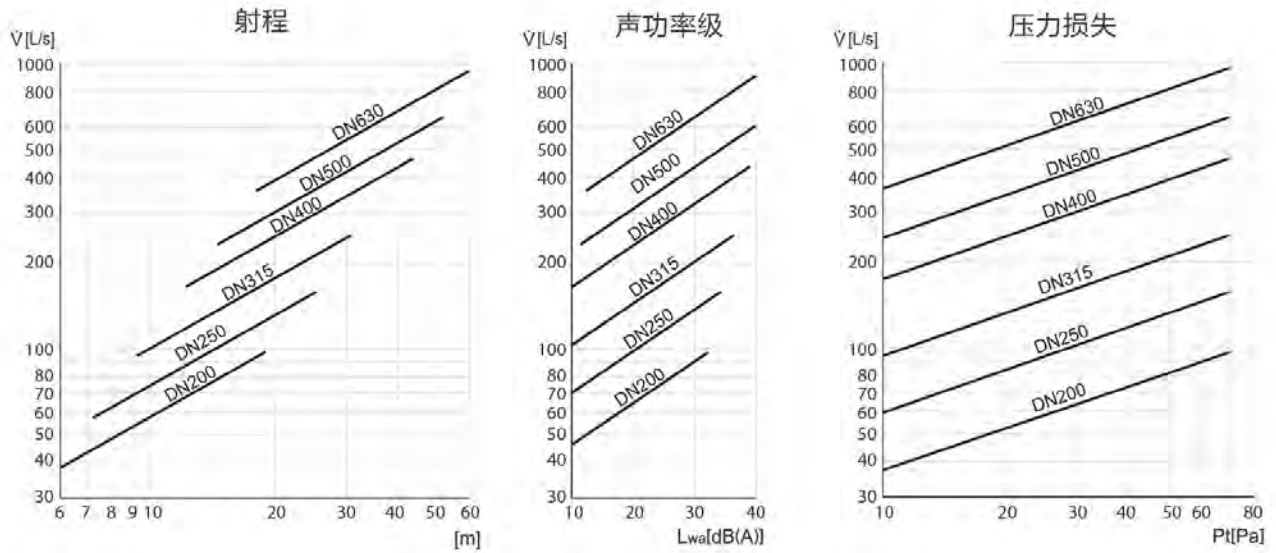 射程
V̇[L/s]
1000
800
600
500
400
300
200
100
80
70
60
50
40
30
DN630
DN500
DN400
DN315
DN250
DN200
6 7 8 9 10 20 30 40 50 60
[m]
声功率级
V̇[L/s]
1000
800
600
500
400
300
200
100
80
70
60
50
40
30
DN630
DN500
DN400
DN315
DN250
DN200
10 20 30 40
Lwa[dB(A)]
压力损失
V̇[L/s]
1000
800
600
500
400
300
200
100
80
70
60
50
40
30
DN630
DN500
DN400
DN315
DN250
DN200
10 20 30 40 50 60 80
Pt[Pa]